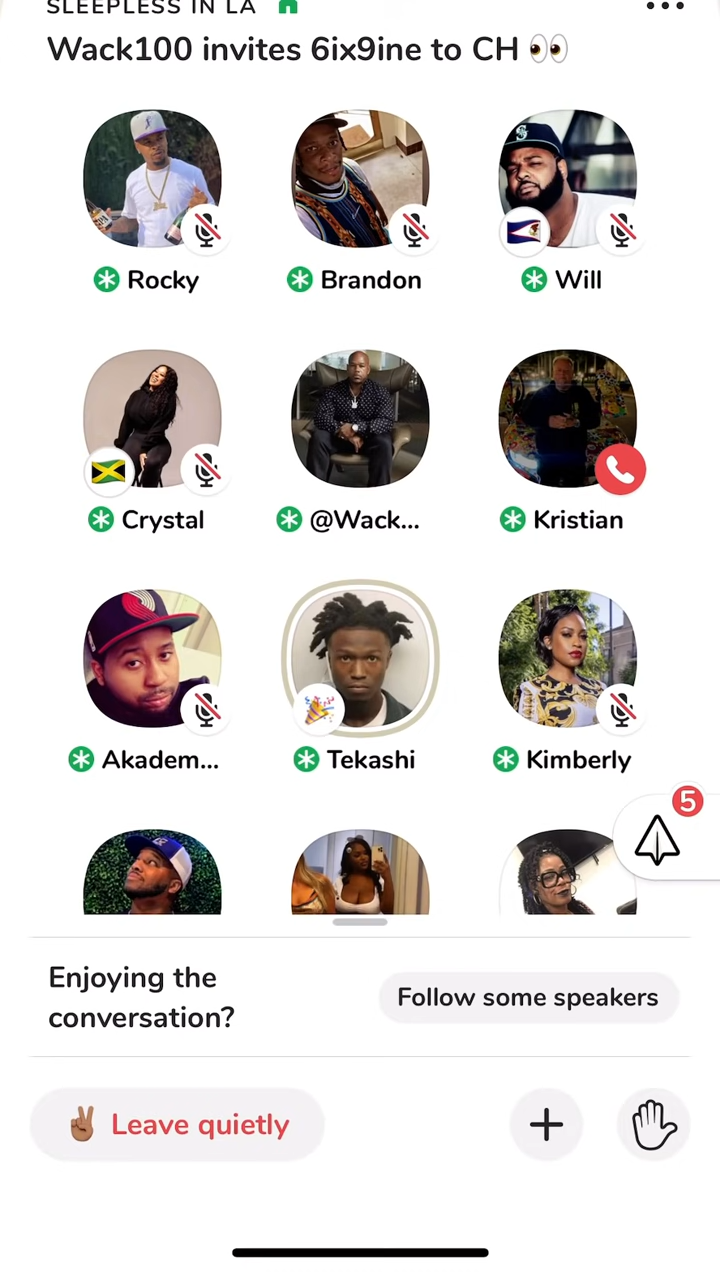 SLEEPLESS IN LA
Wack100 invites 6ix9ine to CH 👀
Rocky
Brandon
Will
Crystal
@Wack...
Kristian
Akadem...
Tekashi
Kimberly
5
Enjoying the
conversation?
Follow some speakers
✌🏽 Leave quietly